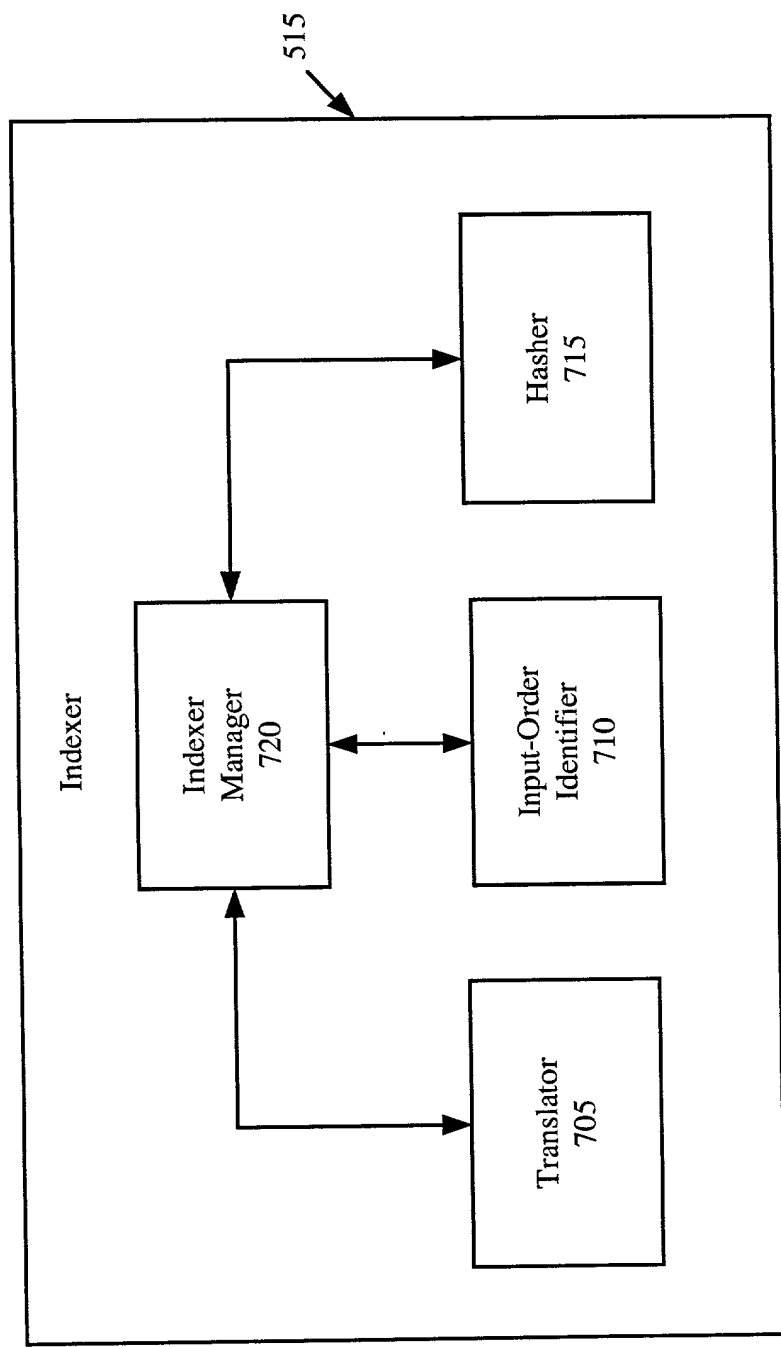 515
Indexer
Indexer
Manager
720
Translator
705
Input-Order
Identifier
710
Hasher
715